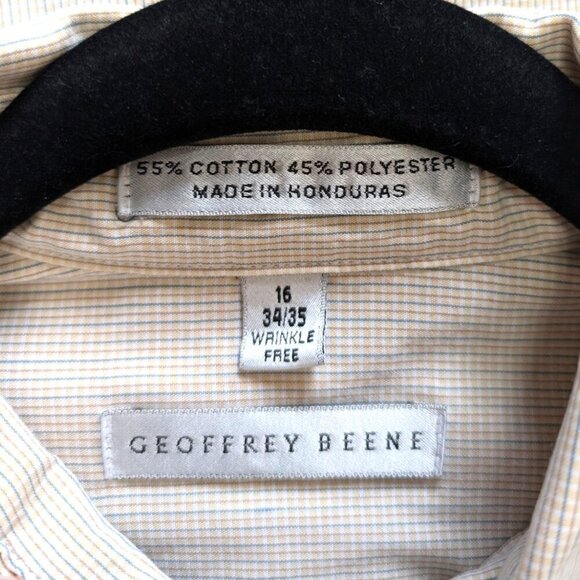 55% COTTON 45% POLYESTER
MADE IN HONDURAS
16
34/35
WRINKLE
FREE
GEOFFREY BEENE